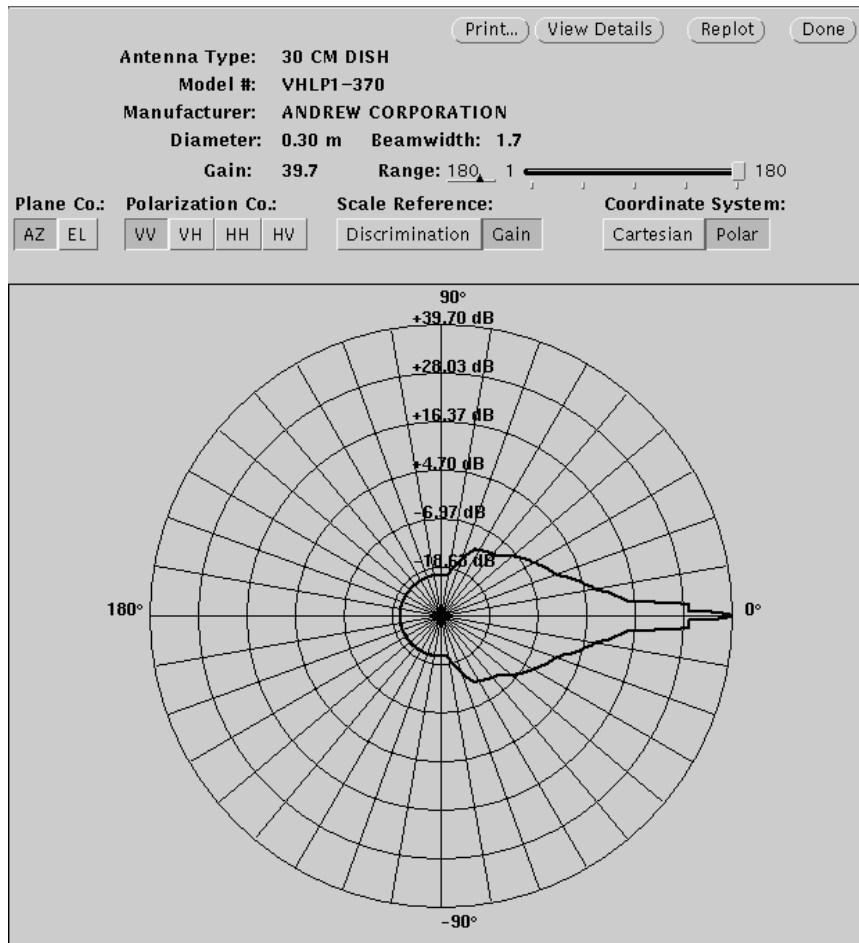 Print... View Details Replot Done
Antenna Type: 30 CM DISH
Model #: VHLP1-370
Manufacturer: ANDREW CORPORATION
Diameter: 0.30 m Beamwidth: 1.7
Gain: 39.7 Range: 180 1 180
Plane Co.: Polarization Co.: Scale Reference: Coordinate System:
AZ EL VV VH HH HV Discrimination Gain Cartesian Polar
90°
+39.70 dB
+28.03 dB
+16.37 dB
+4.70 dB
-6.97 dB
-18.63 dB
180° 0°
-90°